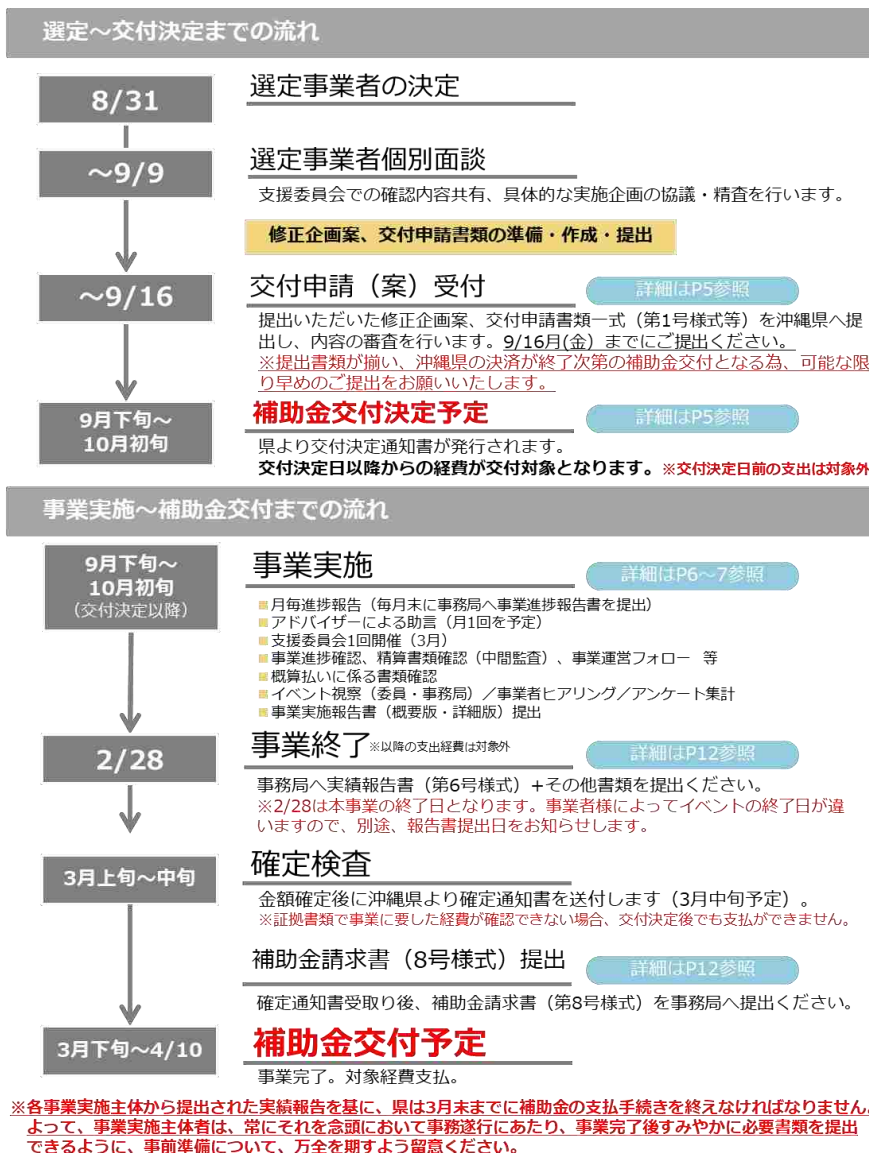 選定～交付決定までの流れ
8/31
選定事業者の決定
～9/9
選定事業者個別面談
支援委員会での確認内容共有、具体的な実施企画の協議・精査を行います。
修正企画案、交付申請書類の準備・作成・提出
～9/16
交付申請（案）受付
詳細はP5参照
提出いただいた修正企画案、交付申請書類一式（第1号様式等）を沖縄県へ提
出し、内容の審査を行います。9/16月(金）までにご提出ください。
※提出書類が揃い、沖縄県の決済が終了次第の補助金交付となる為、可能な限
り早めのご提出をお願いいたします。
9月下旬～
10月初旬
補助金交付決定予定
詳細はP5参照
県より交付決定通知書が発行されます。
交付決定日以降からの経費が交付対象となります。※交付決定日前の支出は対象外
事業実施～補助金交付までの流れ
9月下旬～
10月初旬
（交付決定以降）
事業実施
詳細はP6～7参照
月毎進捗報告（毎月末に事務局へ事業進捗報告書を提出）
アドバイザーによる助言（月1回を予定）
支援委員会1回開催（3月）
事業進捗確認、精算書類確認（中間監査）、事業運営フォロー 等
概算払いに係る書類確認
イベント視察（委員・事務局）／事業者ヒアリング／アンケート集計
事業実施報告書（概要版・詳細版）提出
2/28
事業終了※以降の支出経費は対象外
詳細はP12参照
事務局へ実績報告書（第6号様式）+その他書類を提出ください。
※2/28は本事業の終了日となります。事業者様によってイベントの終了日が違
いますので、別途、報告書提出日をお知らせします。
3月上旬～中旬
確定検査
金額確定後に沖縄県より確定通知書を送付します（3月中旬予定）。
※証拠書類で事業に要した経費が確認できない場合、交付決定後でも支払ができません。
補助金請求書（8号様式）提出
詳細はP12参照
確定通知書受取り後、補助金請求書（第8号様式）を事務局へ提出ください。
3月下旬～4/10
補助金交付予定
事業完了。対象経費支払。
※各事業実施主体から提出された実績報告を基に、県は3月末までに補助金の支払手続きを終えなければなりません。
よって、事業実施主体者は、常にそれを念頭において事務遂行にあたり、事業完了後すみやかに必要書類を提出
できるように、事前準備について、万全を期すよう留意ください。